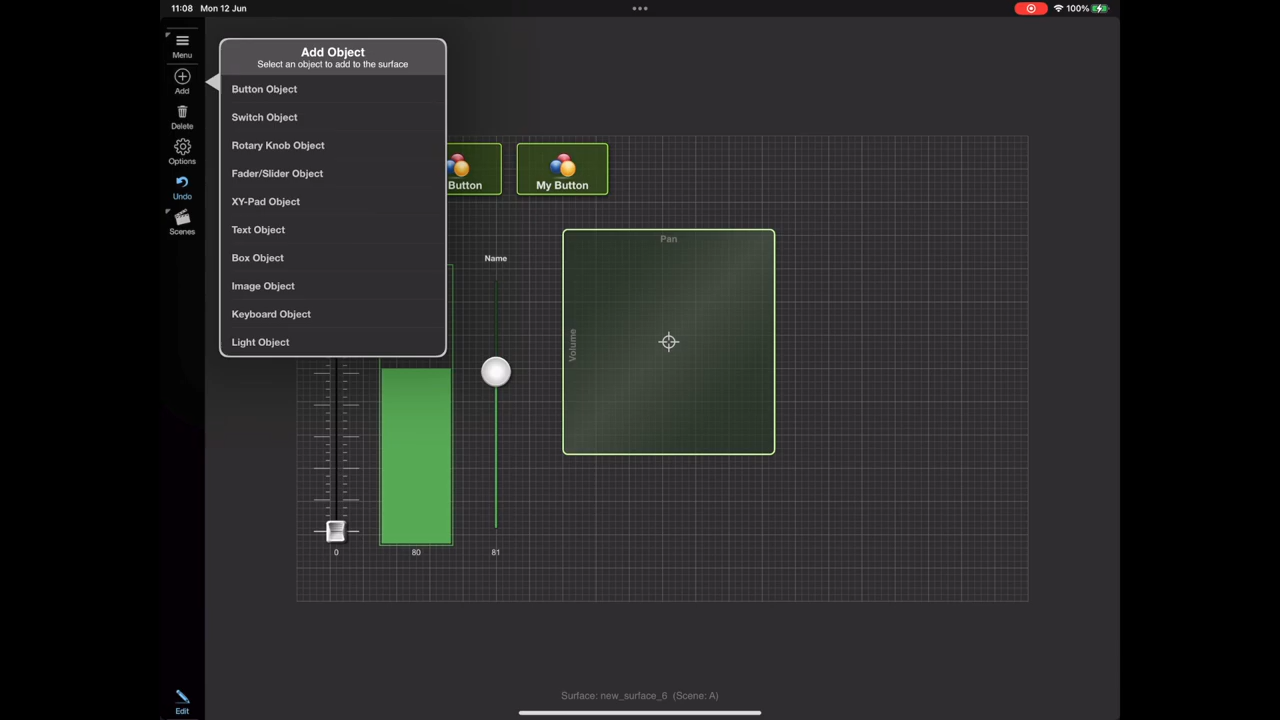 11:08 Mon 12 Jun
100%
Menu
Add
Delete
Options
Undo
Scenes
Add Object
Select an object to add to the surface
Button Object
Switch Object
Rotary Knob Object
Fader/Slider Object
XY-Pad Object
Text Object
Box Object
Image Object
Keyboard Object
Light Object
Button
My Button
Name
Pan
Volume
0
80
81
Surface: new_surface_6 (Scene: A)
Edit